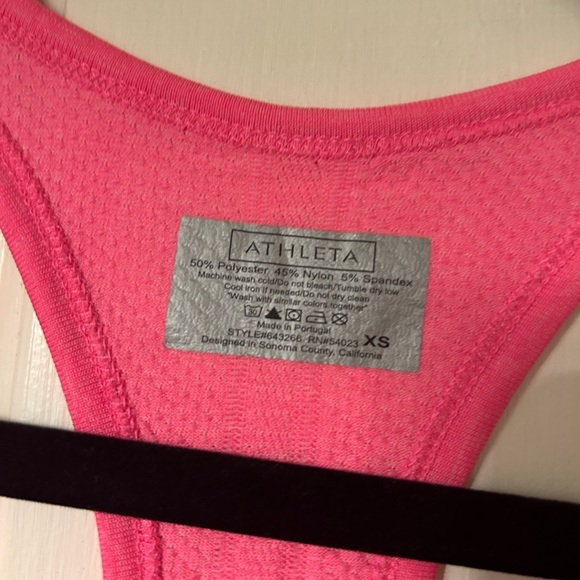 ATHLETA
50% Polyester 45% Nylon 5% Spandex
Machine wash cold/Do not bleach/Tumble dry low
Cool iron if needed/Do not dry clean
"Wash with similar colors together"
30
Made in Portugal
STYLE#643266 RN#54023 XS
Designed in Sonoma County, California